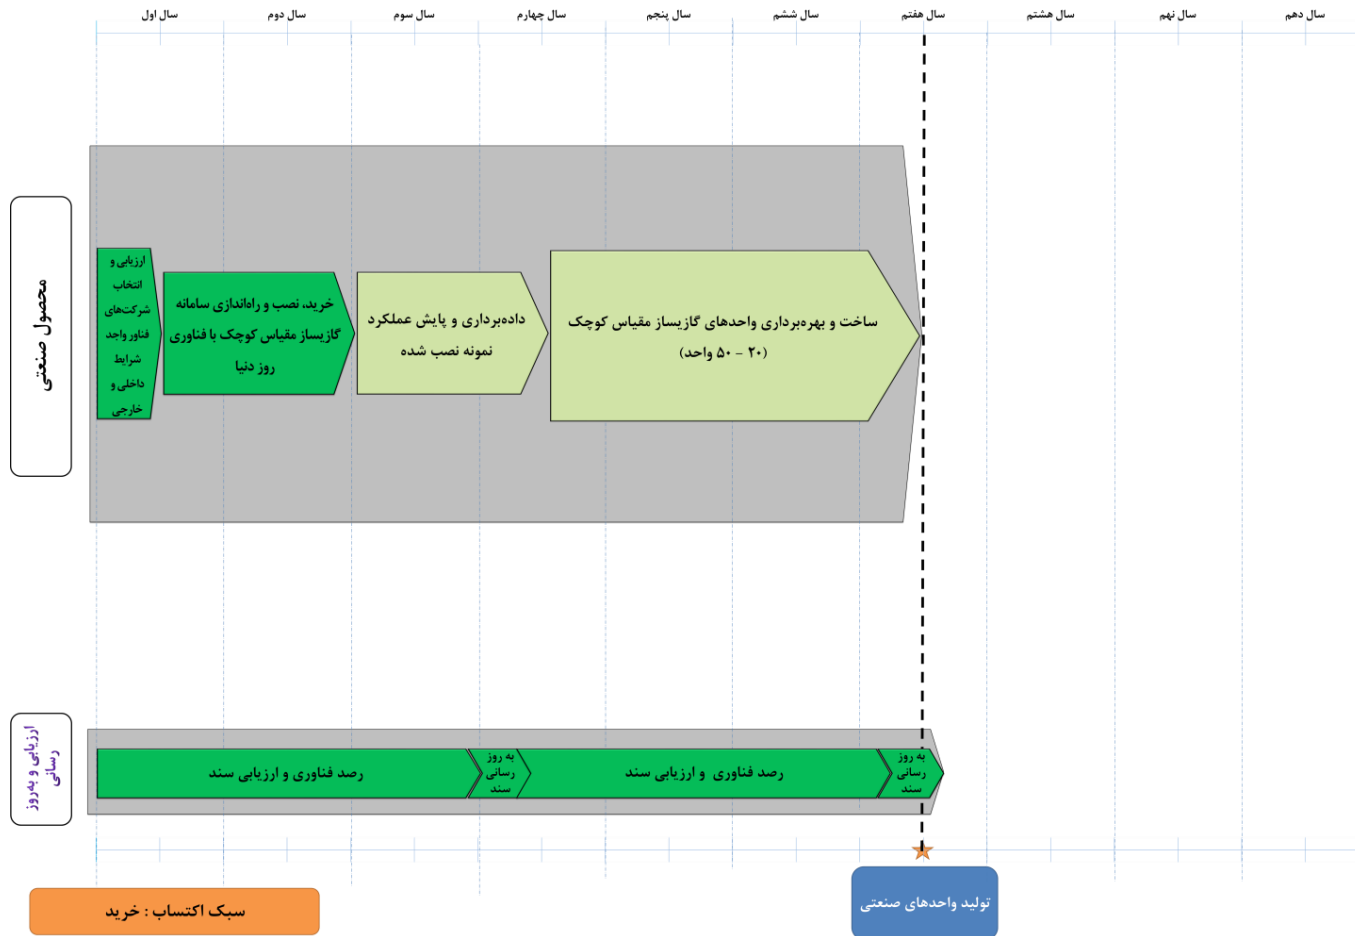 سال اول
سال دوم
سال سوم
سال چهارم
سال پنجم
سال ششم
سال هفتم
سال هشتم
سال نهم
سال دهم
محصول صنعتی
ارزیابی و
انتخاب
شرکت‌های
فناور واجد
شرایط
داخلی و
خارجی
خرید، نصب و راه‌اندازی سامانه
گازیساز مقیاس کوچک با فناوری
روز دنیا
داده‌برداری و پایش عملکرد
نمونه نصب شده
ساخت و بهره‌برداری واحدهای گازیساز مقیاس کوچک
(۲۰ - ۵۰ واحد)
ارزیابی و به‌روز
رسانی
رصد فناوری و ارزیابی سند
به روز
رسانی
سند
رصد فناوری و ارزیابی سند
به روز
رسانی
سند
سبک اکتساب : خرید
تولید واحدهای صنعتی